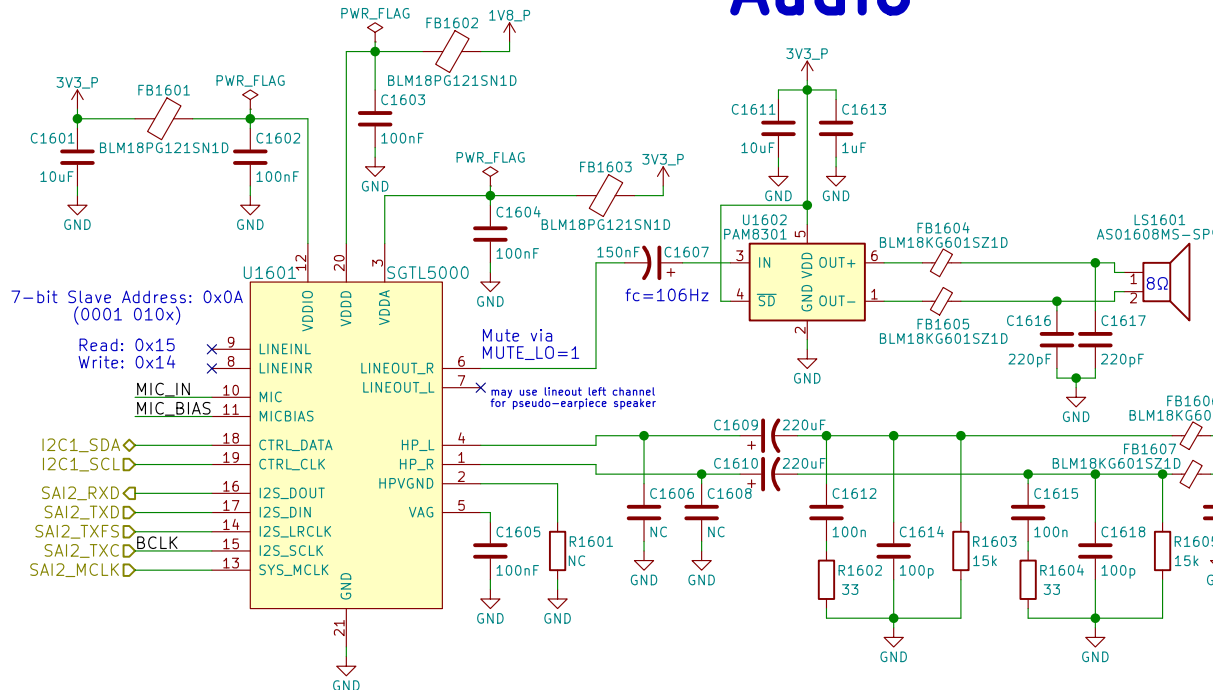 Audio
PWR_FLAG
FB1602
1V8_P
BLM18PG121SN1D
C1603
100nF
GND
3V3_P
FB1601
PWR_FLAG
C1601
BLM18PG121SN1D
C1602
10uF
100nF
GND
GND
PWR_FLAG
FB1603
3V3_P
C1604
BLM18PG121SN1D
100nF
GND
3V3_P
C1611
C1613
10uF
1uF
GND
GND
U1602
PAM8301
5
150nF
C1607
+
fc=106Hz
3
IN
4
SD
GND
VDD
OUT+
6
OUT-
1
2
GND
FB1604
BLM18KG601SZ1D
FB1605
BLM18KG601SZ1D
LS1601
AS01608MS-SP
1
2
8Ω
C1616
C1617
220pF
220pF
GND
7-bit Slave Address: 0x0A
(0001 010x)
Read: 0x15
Write: 0x14
U1601
SGTL5000
12
20
3
VDDIO
VDDD
VDDA
9
LINEINL
8
LINEINR
MIC_IN
10
MIC
MIC_BIAS
11
MICBIAS
I2C1_SDA
18
CTRL_DATA
I2C1_SCL
19
CTRL_CLK
SAI2_RXD
16
I2S_DOUT
SAI2_TXD
17
I2S_DIN
SAI2_TXFS
14
I2S_LRCLK
SAI2_TXC
BCLK
15
I2S_SCLK
SAI2_MCLK
13
SYS_MCLK
GND
21
GND
LINEOUT_R
6
LINEOUT_L
7
HP_L
4
HP_R
1
HPVGND
2
VAG
5
Mute via
MUTE_LO=1
may use lineout left channel
for pseudo-earpiece speaker
C1605
100nF
GND
R1601
NC
GND
C1606
NC
GND
C1608
NC
GND
C1609
220uF
+
C1610
220uF
+
C1612
100n
R1602
33
C1614
100p
R1603
15k
GND
C1615
100n
R1604
33
C1618
100p
R1605
15k
GND
FB1606
BLM18KG60
FB1607
BLM18KG601SZ1D